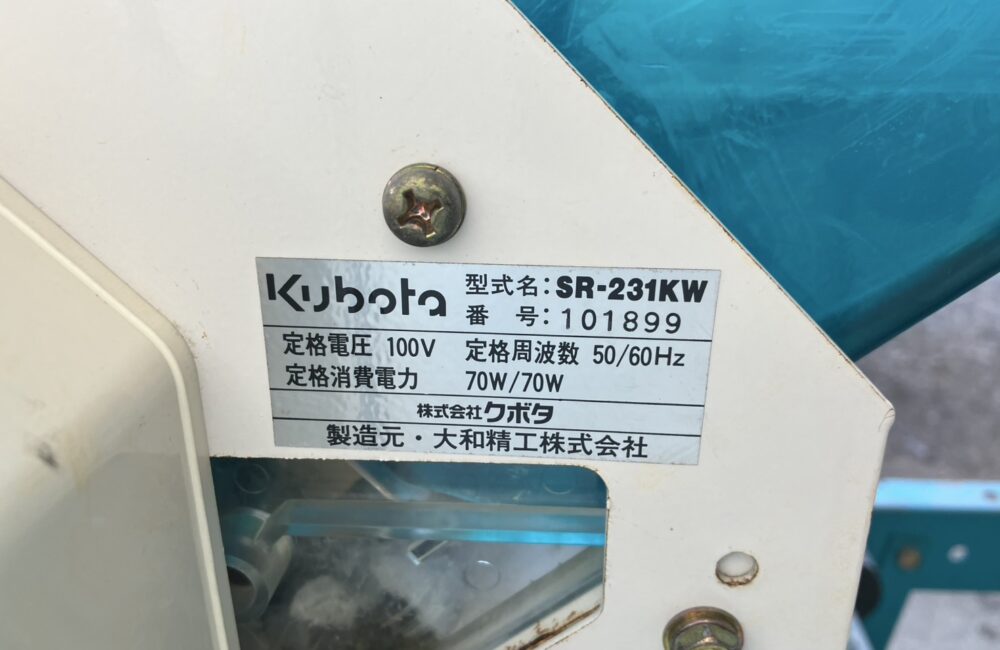 Kubota 型式名：SR-231KW
番　号：101899
定格電圧 100V 定格周波数 50/60Hz
定格消費電力 70W/70W
株式会社クボタ
製造元・大和精工株式会社